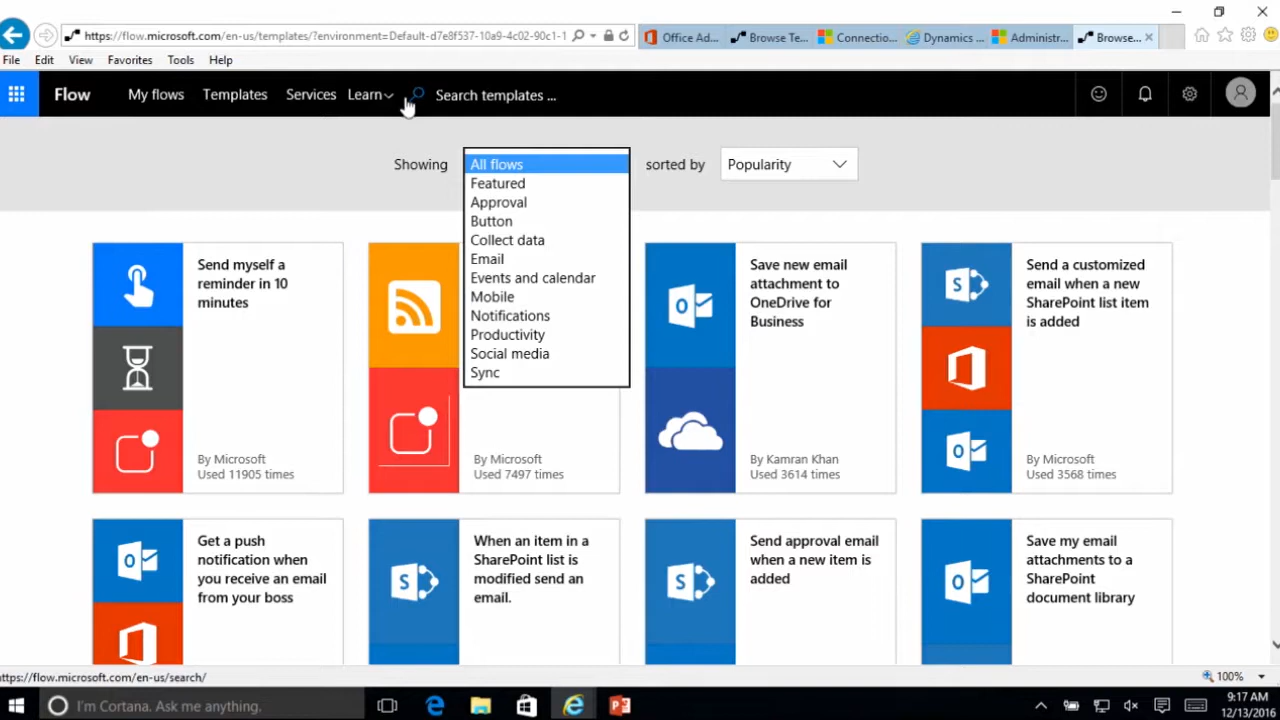 https://flow.microsoft.com/en-us/templates/?environment=Default-d7e8f537-10a9-4c02-90c1-1
Office Ad...
Browse Te...
Connectio...
Dynamics ...
Administr...
Browse...
File Edit View Favorites Tools Help
Flow My flows Templates Services Learn Search templates ...
Showing All flows sorted by Popularity
Featured
Approval
Button
Collect data
Email
Events and calendar
Mobile
Notifications
Productivity
Social media
Sync
Send myself a
reminder in 10
minutes
By Microsoft
Used 11905 times
By Microsoft
Used 7497 times
Save new email
attachment to
OneDrive for
Business
By Kamran Khan
Used 3614 times
Send a customized
email when a new
SharePoint list item
is added
By Microsoft
Used 3568 times
Get a push
notification when
you receive an email
from your boss
When an item in a
SharePoint list is
modified send an
email.
Send approval email
when a new item is
added
Save my email
attachments to a
SharePoint
document library
ttps://flow.microsoft.com/en-us/search/
100%
I'm Cortana. Ask me anything.
9:17 AM
12/13/2016